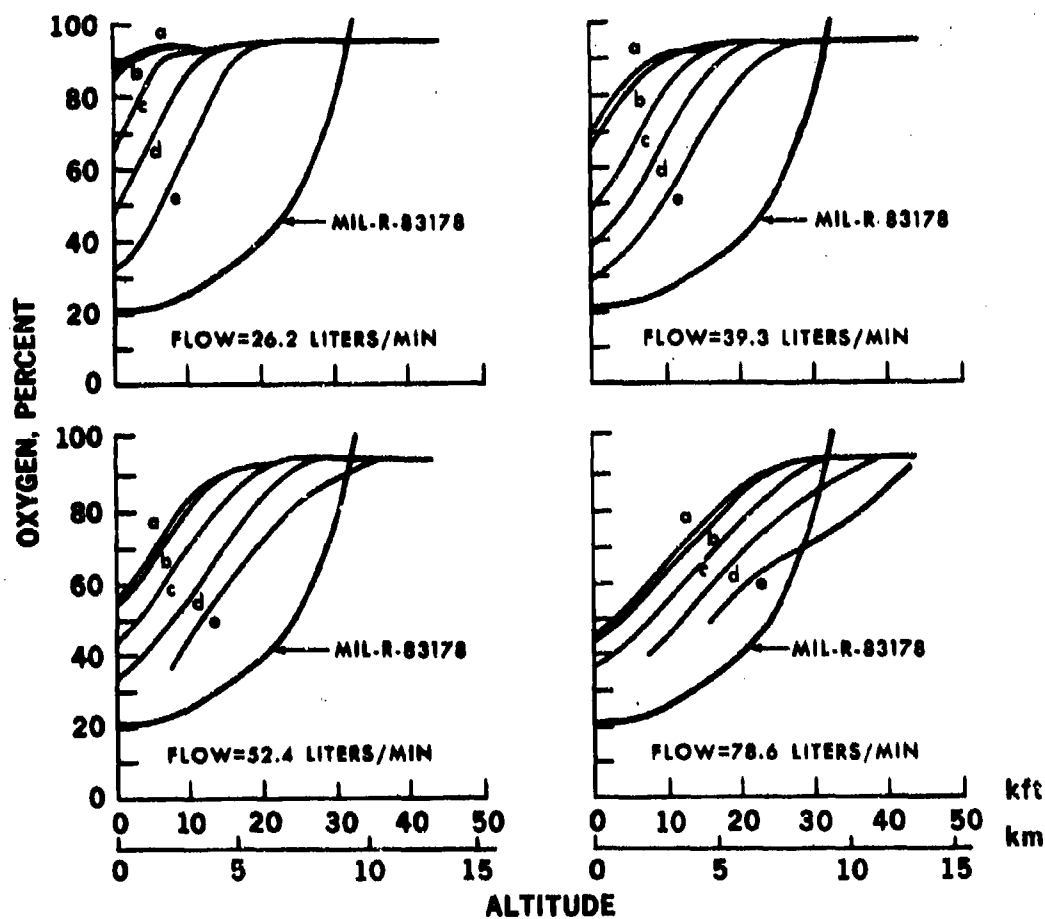 OXYGEN, PERCENT
100
80
60
40
20
0
a
b
c
d
e
MIL-R-83178
FLOW=26.2 LITERS/MIN
a
b
c
d
e
MIL-R-83178
FLOW=39.3 LITERS/MIN
100
80
60
40
20
0
a
b
c
d
e
MIL-R-83178
FLOW=52.4 LITERS/MIN
a
b
c
d
e
MIL-R-83178
FLOW=78.6 LITERS/MIN
0 10 20 30 40 50
0 10 20 30 40 50 kft
0 5 10 15
0 5 10 15 km
ALTITUDE